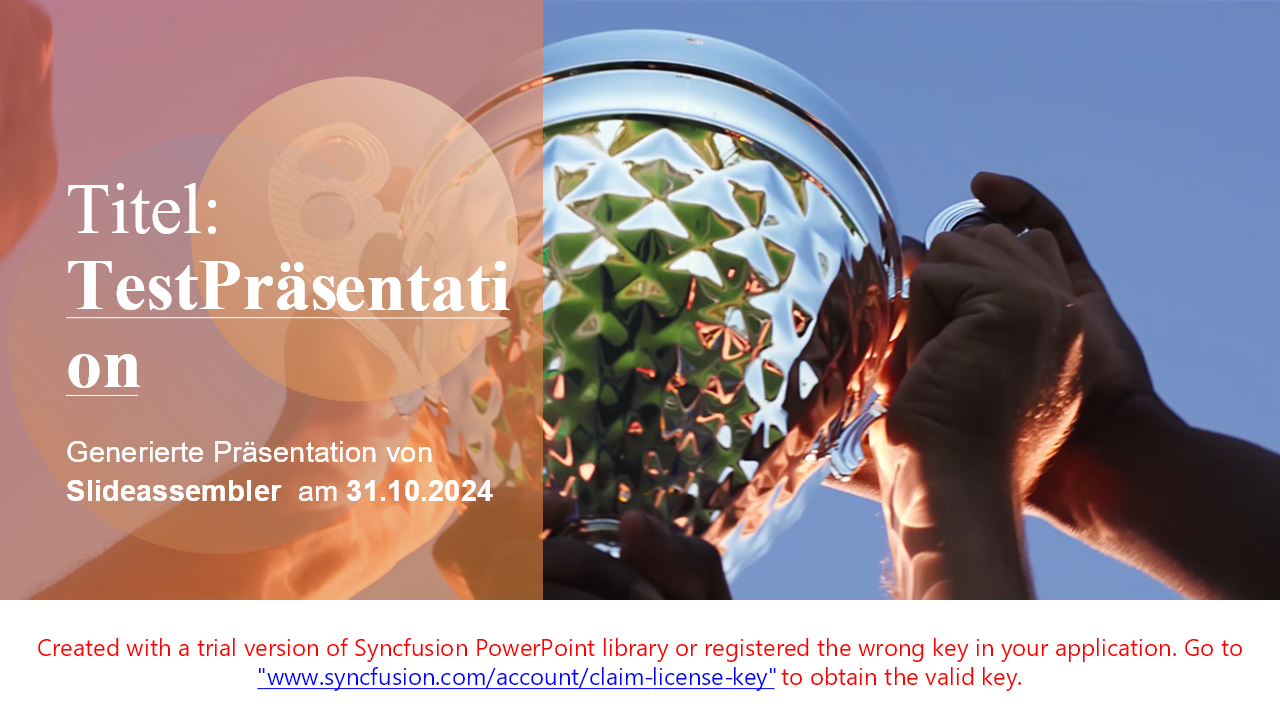 Titel:
TestPräsentati
on
Generierte Präsentation von
Slideassembler  am 31.10.2024
Created with a trial version of Syncfusion PowerPoint library or registered the wrong key in your application. Go to
"www.syncfusion.com/account/claim-license-key" to obtain the valid key.